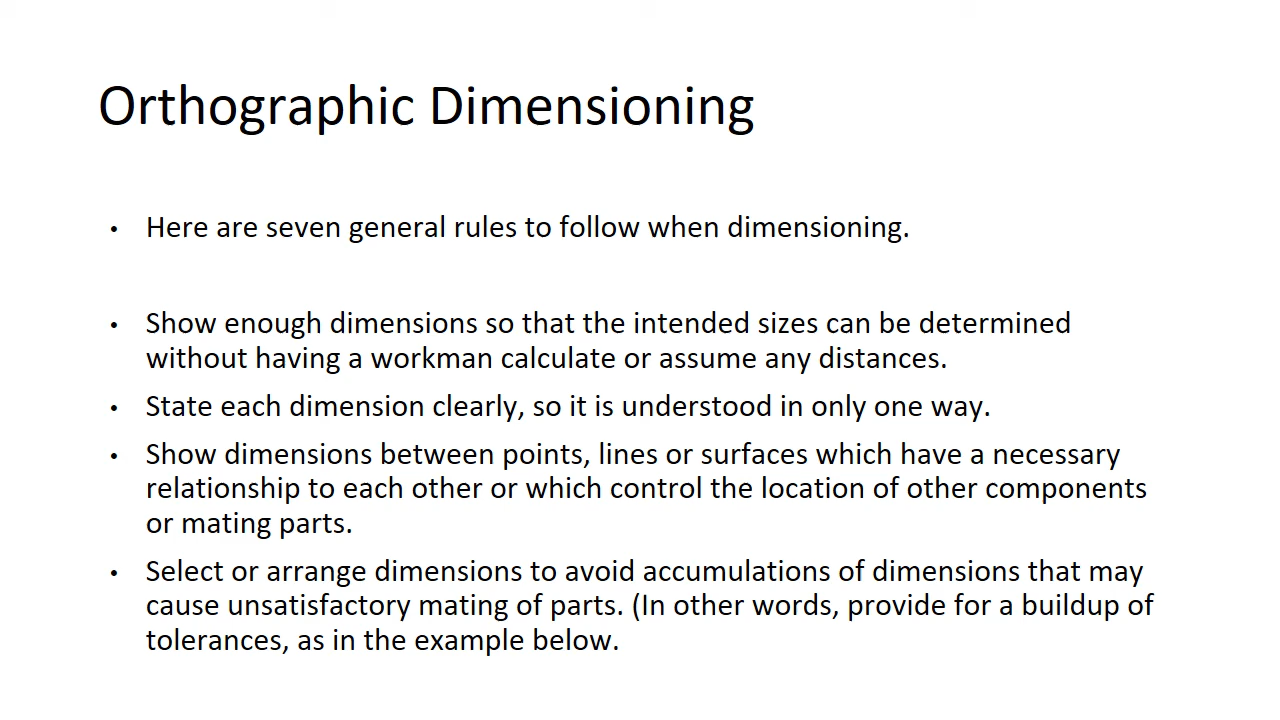 Orthographic Dimensioning
• Here are seven general rules to follow when dimensioning.
• Show enough dimensions so that the intended sizes can be determined
without having a workman calculate or assume any distances.
• State each dimension clearly, so it is understood in only one way.
• Show dimensions between points, lines or surfaces which have a necessary
relationship to each other or which control the location of other components
or mating parts.
• Select or arrange dimensions to avoid accumulations of dimensions that may
cause unsatisfactory mating of parts. (In other words, provide for a buildup of
tolerances, as in the example below.